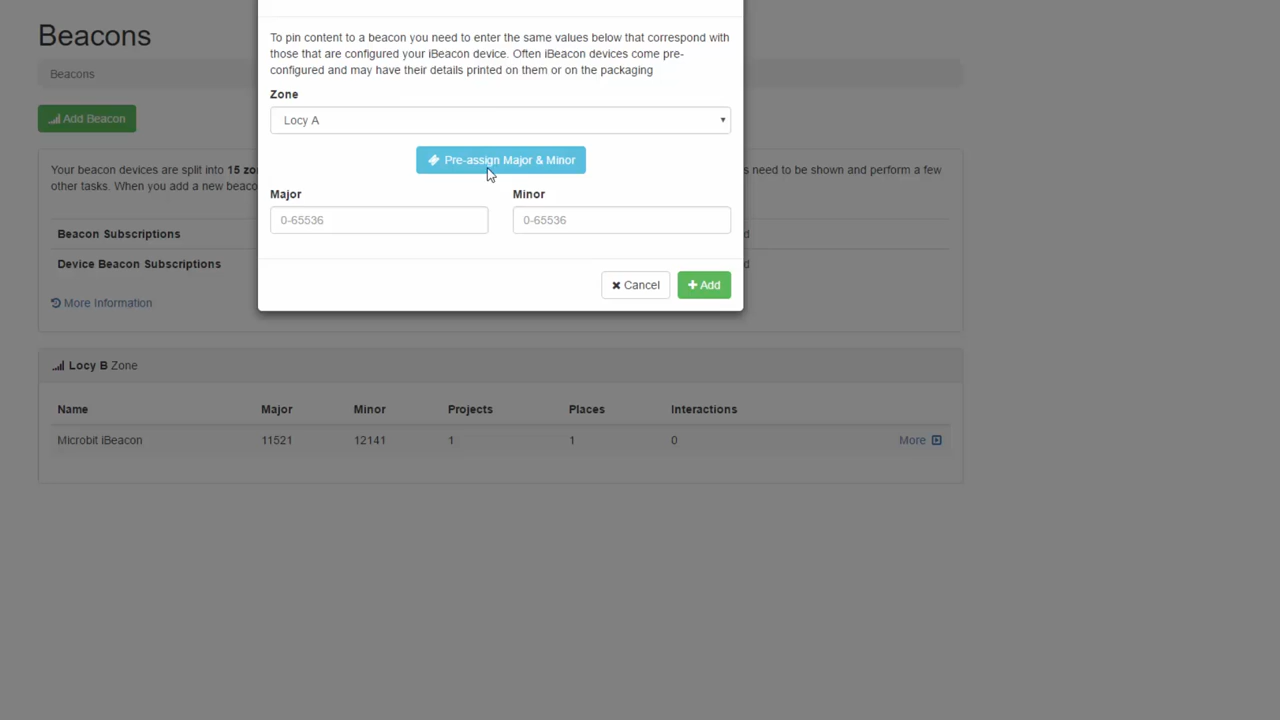 Beacons
Beacons
Add Beacon
To pin content to a beacon you need to enter the same values below that correspond with
those that are configured your iBeacon device. Often iBeacon devices come pre-
configured and may have their details printed on them or on the packaging
Zone
Locy A
Pre-assign Major & Minor
Major
Minor
0-65536
0-65536
Cancel
Add
Your beacon devices are split into 15 s need to be shown and perform a few
other tasks. When you add a new
Beacon Subscriptions
Device Beacon Subscriptions
More Information
Locy B Zone
Name Major Minor Projects Places Interactions
Microbit iBeacon 11521 12141 1 1 0 More